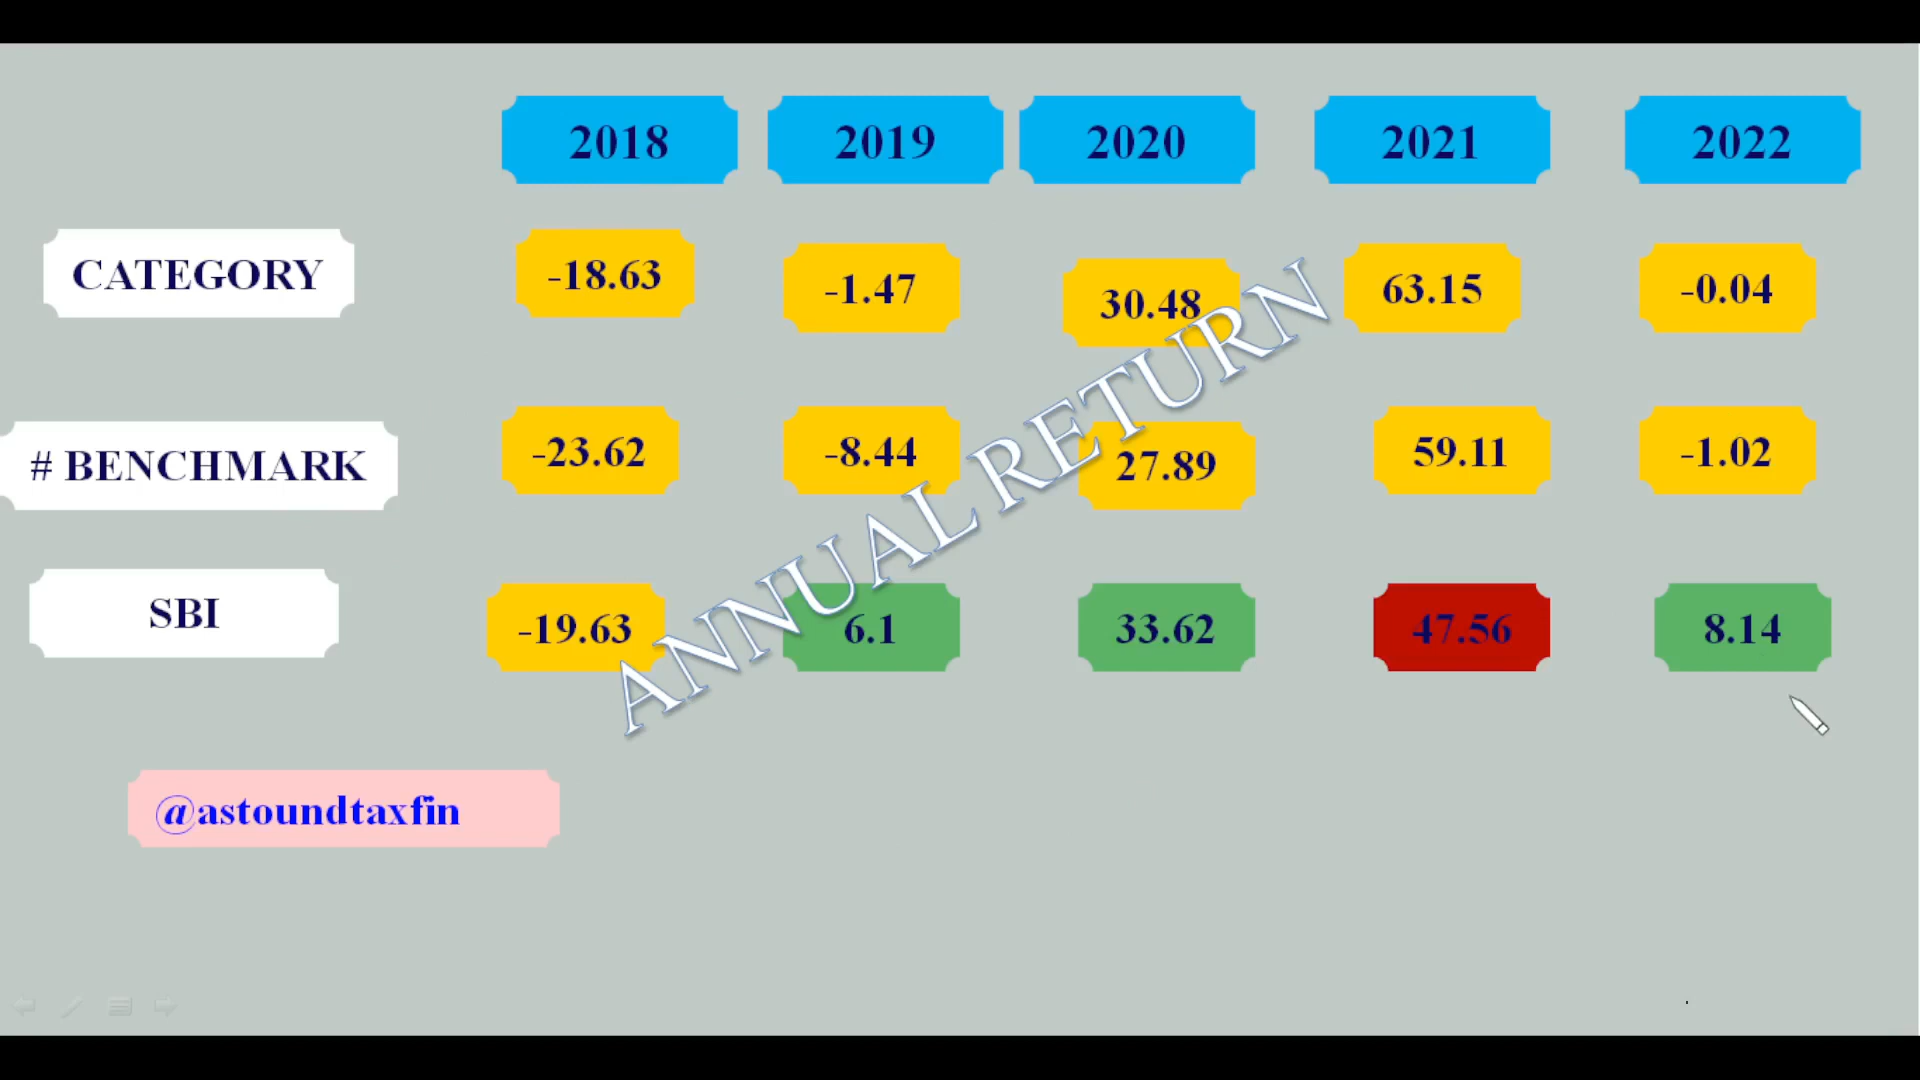 2018 2019 2020 2021 2022
CATEGORY -18.63 -1.47 30.48 63.15 -0.04
# BENCHMARK -23.62 -8.44 27.89 59.11 -1.02
SBI -19.63 6.1 33.62 47.56 8.14
ANNUAL RETURN
@astoundtaxfin